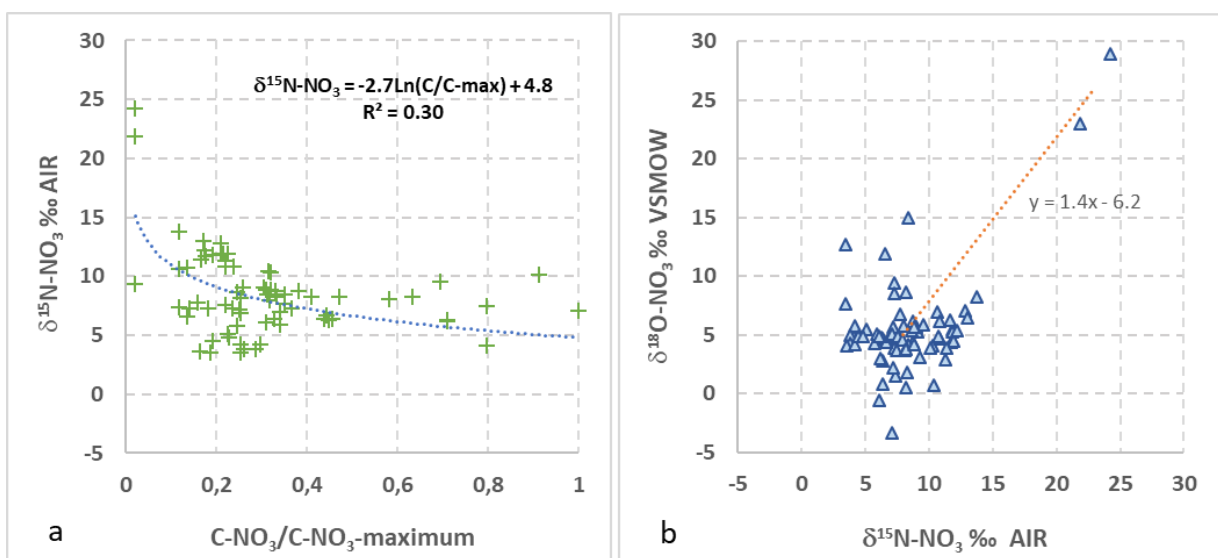 30
25
20
15
10
5
0
-5
δ¹⁵N-NO₃ ‰ AIR
δ¹⁵N-NO₃ = -2.7Ln(C/C-max) + 4.8
R² = 0.30
0 0,2 0,4 0,6 0,8 1
a
C-NO₃/C-NO₃-maximum
30
25
20
15
10
5
0
-5
δ¹⁸O-NO₃ ‰ VSMOW
y = 1.4x - 6.2
-5 0 5 10 15 20 25 30
b
δ¹⁵N-NO₃ ‰ AIR